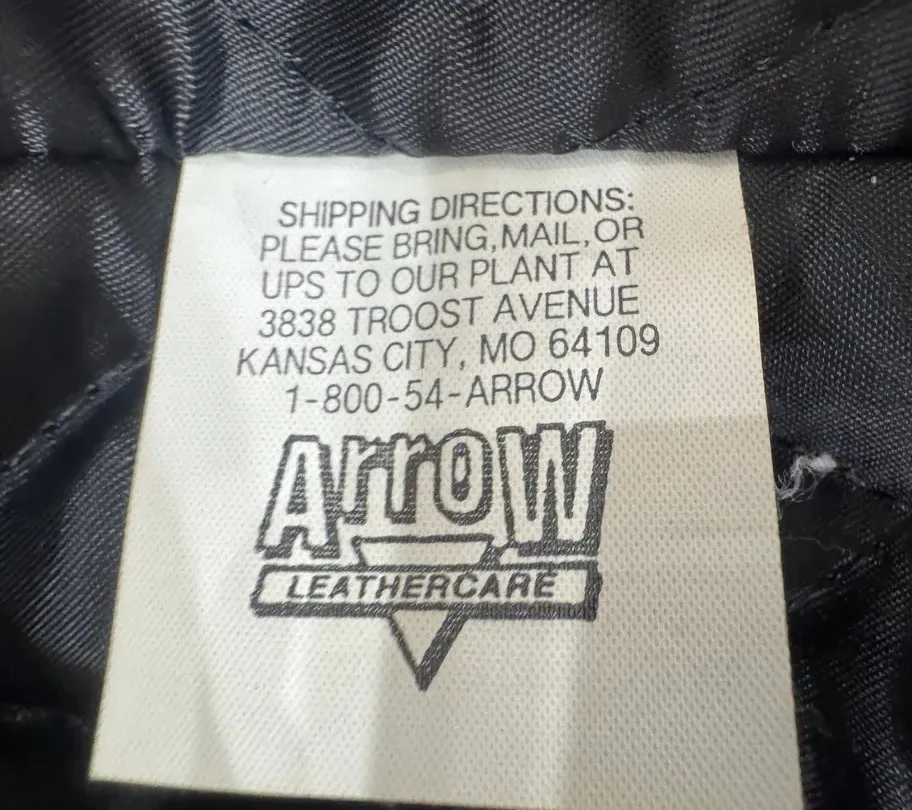 SHIPPING DIRECTIONS:
PLEASE BRING, MAIL, OR
UPS TO OUR PLANT AT
3838 TROOST AVENUE
KANSAS CITY, MO 64109
1-800-54-ARROW
ArroW
LEATHERCARE